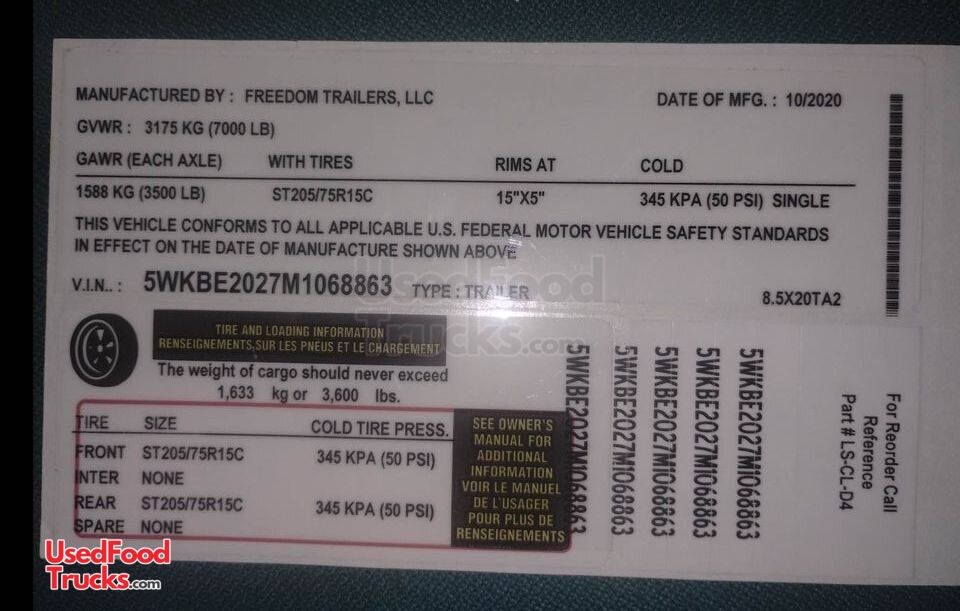 MANUFACTURED BY : FREEDOM TRAILERS, LLC
DATE OF MFG. : 10/2020
GVWR : 3175 KG (7000 LB)
GAWR (EACH AXLE) WITH TIRES RIMS AT COLD
1588 KG (3500 LB) ST205/75R15C 15"X5" 345 KPA (50 PSI) SINGLE
THIS VEHICLE CONFORMS TO ALL APPLICABLE U.S. FEDERAL MOTOR VEHICLE SAFETY STANDARDS
IN EFFECT ON THE DATE OF MANUFACTURE SHOWN ABOVE
V.I.N.. : 5WKBE2027M1068863 TYPE : TRAILER
8.5X20TA2
UsedFood
Trucks.com
TIRE AND LOADING INFORMATION
RENSEIGNEMENTS,SUR LES PNEUS ET LE CHARGEMENT
The weight of cargo should never exceed
1,633 kg or 3,600 lbs.
TIRE SIZE COLD TIRE PRESS.
FRONT ST205/75R15C 345 KPA (50 PSI)
INTER NONE
REAR ST205/75R15C 345 KPA (50 PSI)
SPARE NONE
SEE OWNER'S
MANUAL FOR
ADDITIONAL
INFORMATION
VOIR LE MANUEL
DE L'USAGER
POUR PLUS DE
RENSEIGNEMENTS
5WKBE2027M1068863
5WKBE2027M1068863
5WKBE2027M1068863
5WKBE2027M1068863
5WKBE2027M1068863
For Reorder Call
Reference
Part # LS-CL-D4
UsedFood
Trucks.com